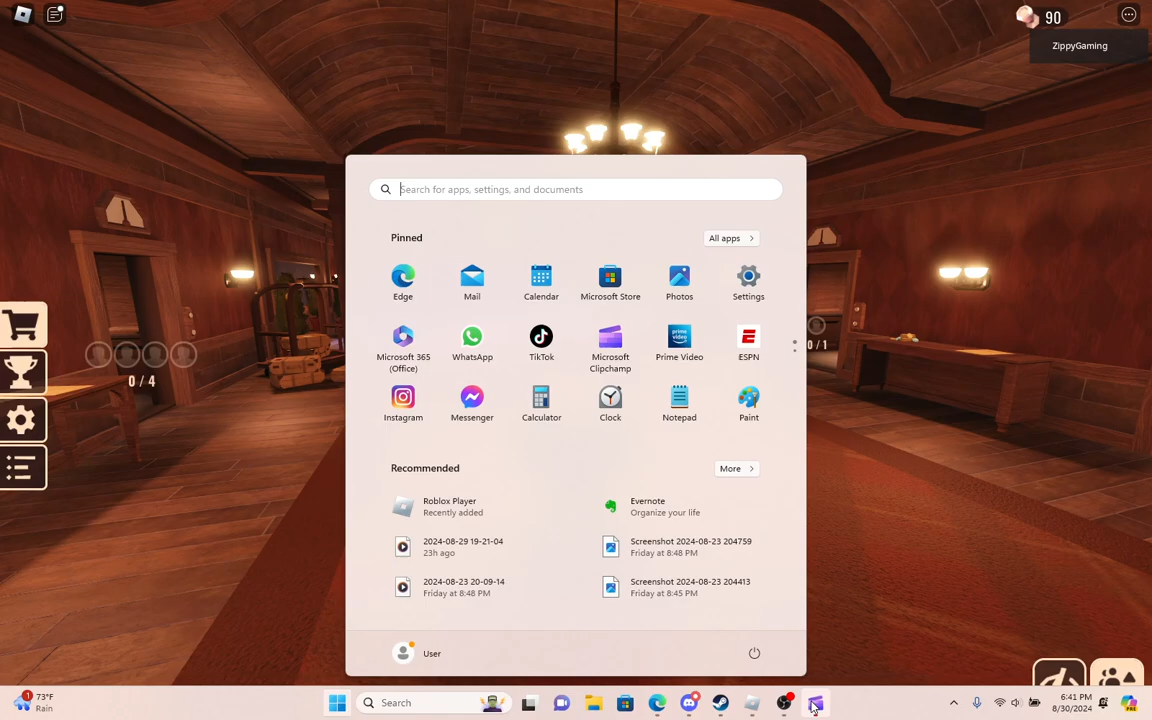 90
ZippyGaming
Search for apps, settings, and documents
Pinned
All apps
Edge
Mail
Calendar
Microsoft Store
Photos
Settings
Microsoft 365
(Office)
WhatsApp
TikTok
Microsoft
Clipchamp
prime
video
Prime Video
ESPN
Instagram
Messenger
Calculator
Clock
Notepad
Paint
0 / 4
0 / 1
Recommended
More
Roblox Player
Recently added
Evernote
Organize your life
2024-08-29 19-21-04
23h ago
Screenshot 2024-08-23 204759
Friday at 8:48 PM
2024-08-23 20-09-14
Friday at 8:48 PM
Screenshot 2024-08-23 204413
Friday at 8:45 PM
User
1
73°F
Rain
Search
6:41 PM
8/30/2024
PRE